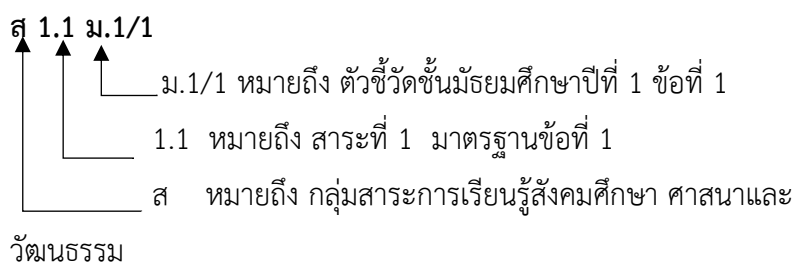 ส 1.1 ม.1/1
ม.1/1 หมายถึง ตัวชี้วัดชั้นมัธยมศึกษาปีที่ 1 ข้อที่ 1
1.1 หมายถึง สาระที่ 1 มาตรฐานข้อที่ 1
ส หมายถึง กลุ่มสาระการเรียนรู้สังคมศึกษา ศาสนาและ
วัฒนธรรม